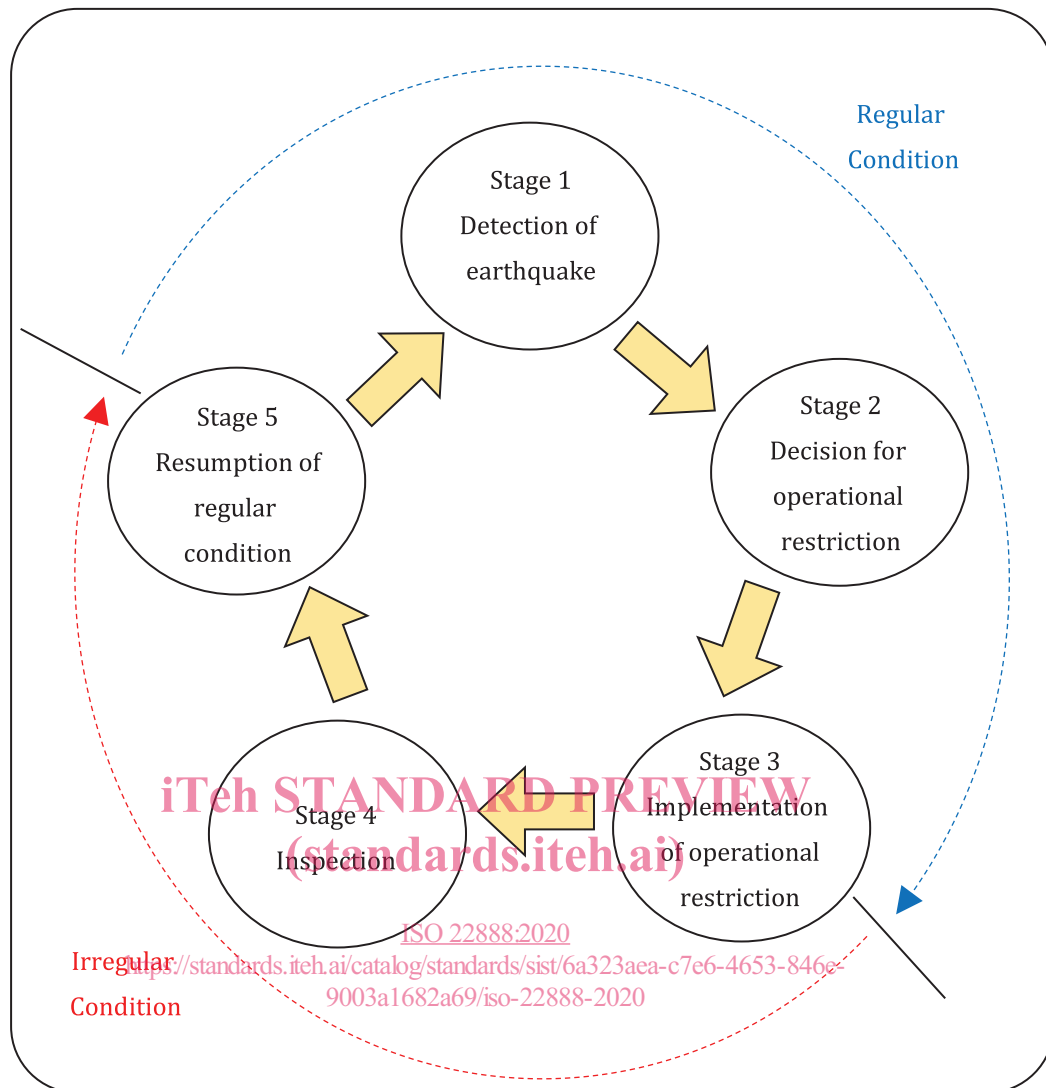 Regular
Condition
Stage 1
Detection of
earthquake
Stage 2
Decision for
operational
restriction
Stage 3
Implementation
of operational
restriction
Stage 4
Inspection
Stage 5
Resumption of
regular
condition
Irregular
Condition
iTeh STANDARD PREVIEW
(standards.iteh.ai)
ISO 22888:2020
https://standards.iteh.ai/catalog/standards/sist/6a323aea-c7e6-4653-846e-
9003a1682a69/iso-22888-2020